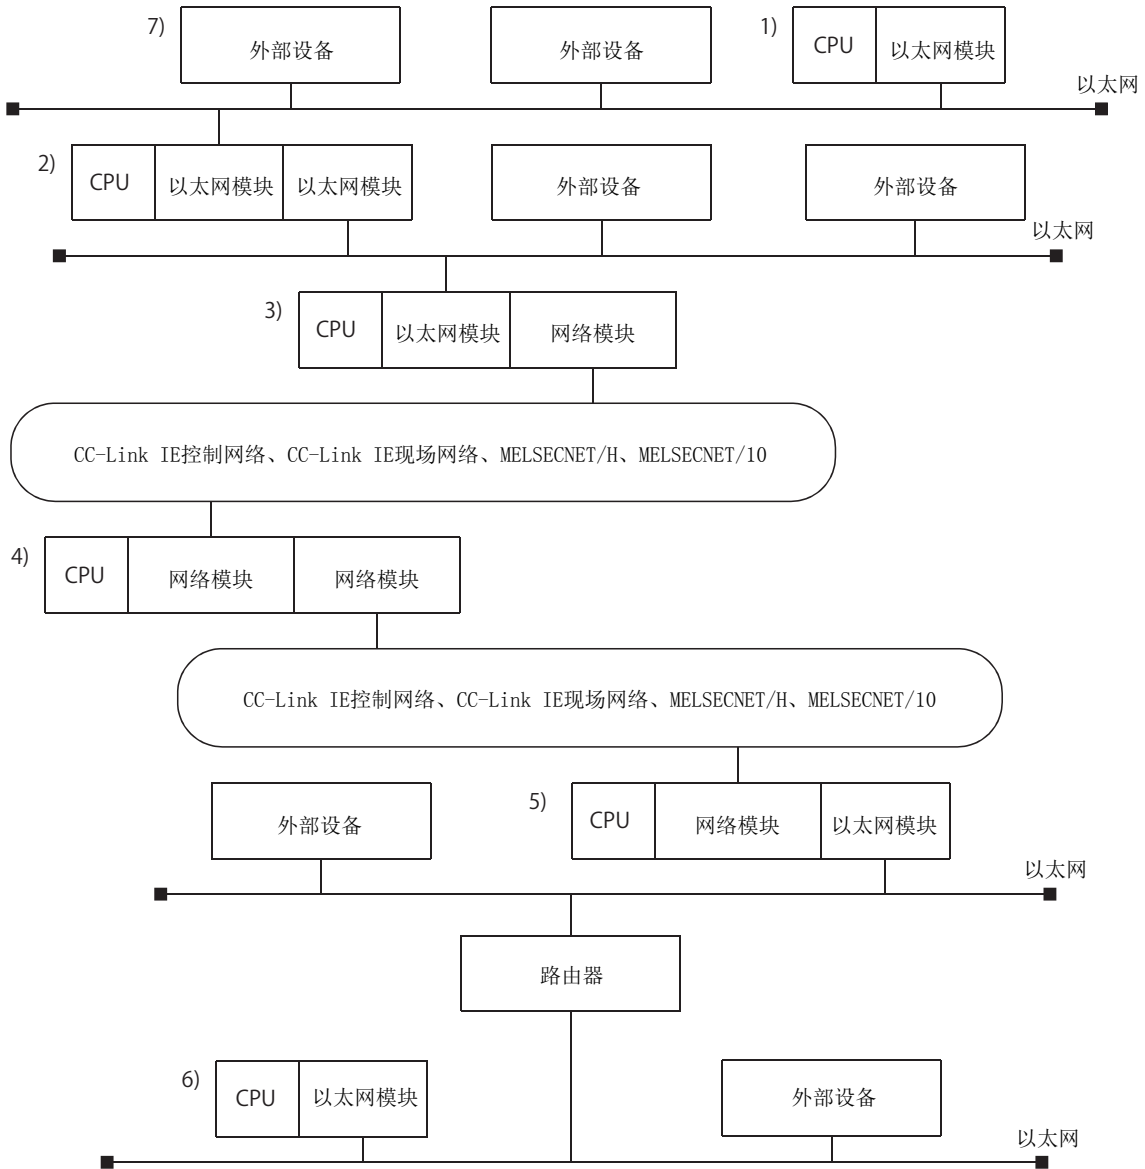 7)
外部设备
外部设备
1)
CPU
以太网模块
以太网
2)
CPU
以太网模块
以太网模块
外部设备
外部设备
以太网
3)
CPU
以太网模块
网络模块
CC-Link IE控制网络、CC-Link IE现场网络、MELSECNET/H、MELSECNET/10
4)
CPU
网络模块
网络模块
CC-Link IE控制网络、CC-Link IE现场网络、MELSECNET/H、MELSECNET/10
外部设备
5)
CPU
网络模块
以太网模块
以太网
路由器
6)
CPU
以太网模块
外部设备
以太网